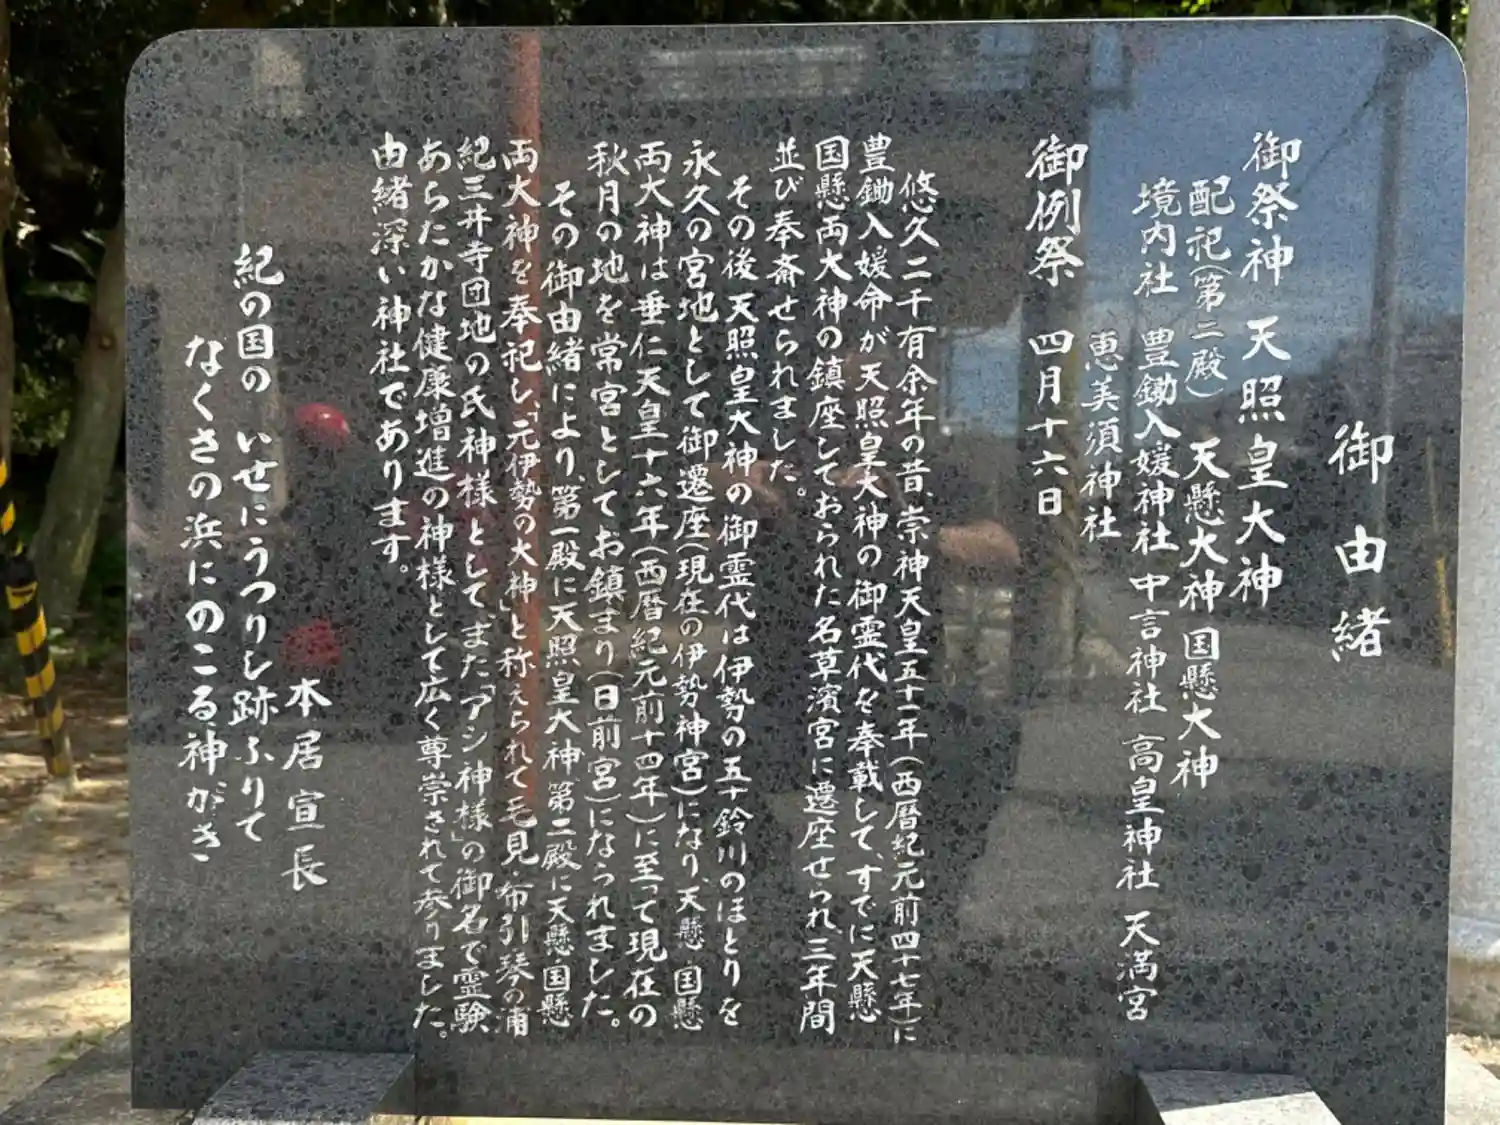 御由緒
御祭神 天照皇大神
配祀(第二殿) 天懸大神 国懸大神
境内社 豊鋤入媛神社 中言神社 高皇神社 天満宮
恵美須神社
御例祭 四月十六日
悠久二千有余年の昔、崇神天皇五十一年(西暦紀元前四十七年)に
豊鋤入媛命が天照皇大神の御霊代を奉戴して、すでに天懸
国懸両大神の鎮座しておられた名草濱宮に遷座せられ三年間
並び奉斎せられました。
その後天照皇大神の御霊代は伊勢の五十鈴川のほとりを
永久の宮地として御遷座(現在の伊勢神宮)になり、天懸 国懸
両大神は垂仁天皇十六年(西暦紀元前十四年)に至って現在の
秋月の地を常宮としてお鎮まり(日前宮)になられました。
その御由緒により、第一殿に天照皇大神、第二殿に天懸国懸
両大神を奉祀し、「元伊勢の大神」と称えられて毛見・布引琴の浦
紀三井寺団地の氏神様として、また「アシ神様」の御名で霊験
あらたかな健康増進の神様として広く尊崇されて参りました。
由緒深い神社であります。
本居宣長
紀の国の いせにうつりし跡ふりて
なくさの浜にのこる神がき